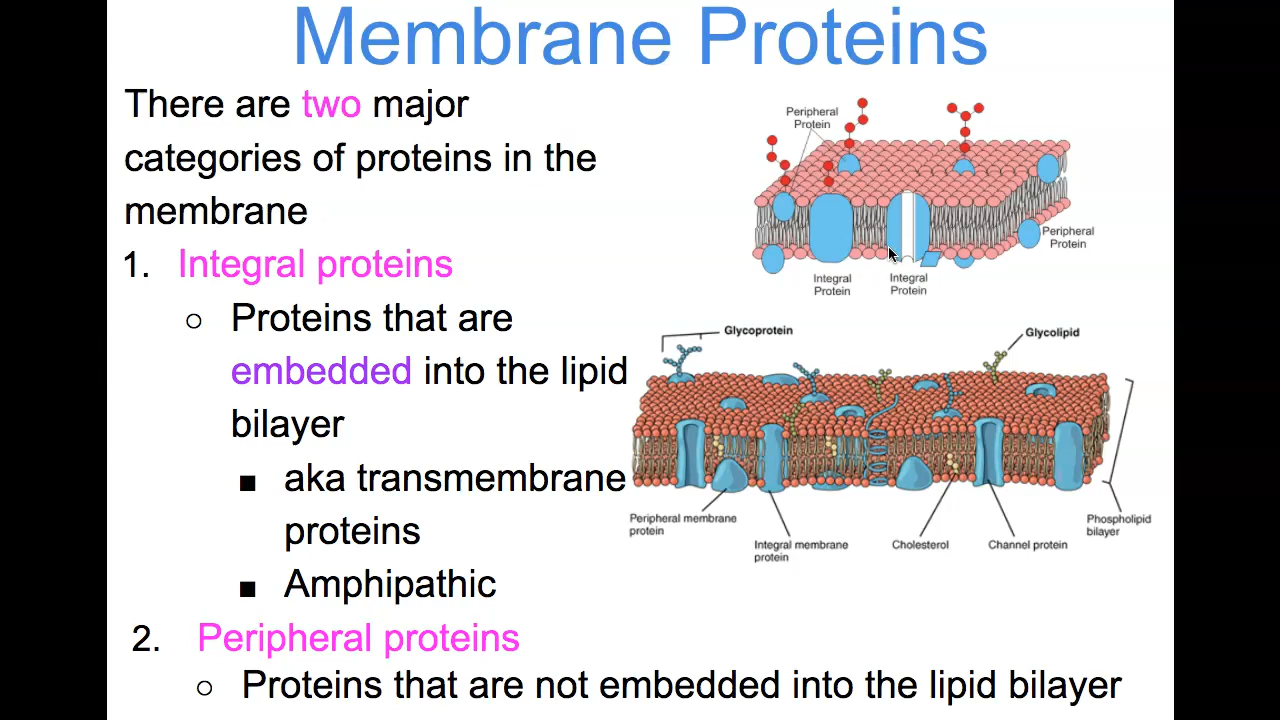 Membrane Proteins
There are two major
categories of proteins in the
membrane
1. Integral proteins
○ Proteins that are
embedded into the lipid
bilayer
■ aka transmembrane
proteins
■ Amphipathic
2. Peripheral proteins
○ Proteins that are not embedded into the lipid bilayer
Peripheral
Protein
Peripheral
Protein
Integral
Protein
Integral
Protein
Glycoprotein
Glycolipid
Peripheral membrane
protein
Integral membrane
protein
Cholesterol
Channel protein
Phospholipid
bilayer